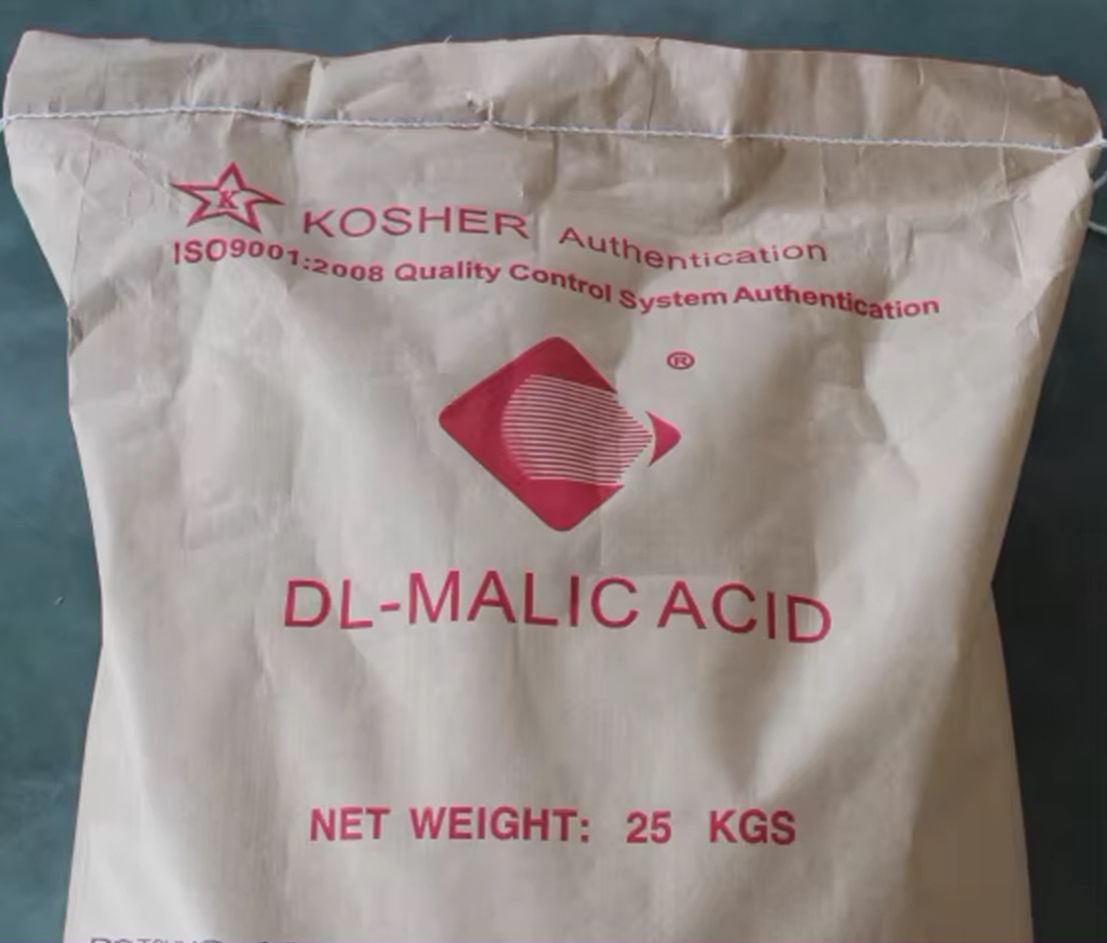 K
KOSHER Authentication
ISO9001:2008 Quality Control System Authentication
®
DL-MALIC ACID
NET WEIGHT: 25 KGS